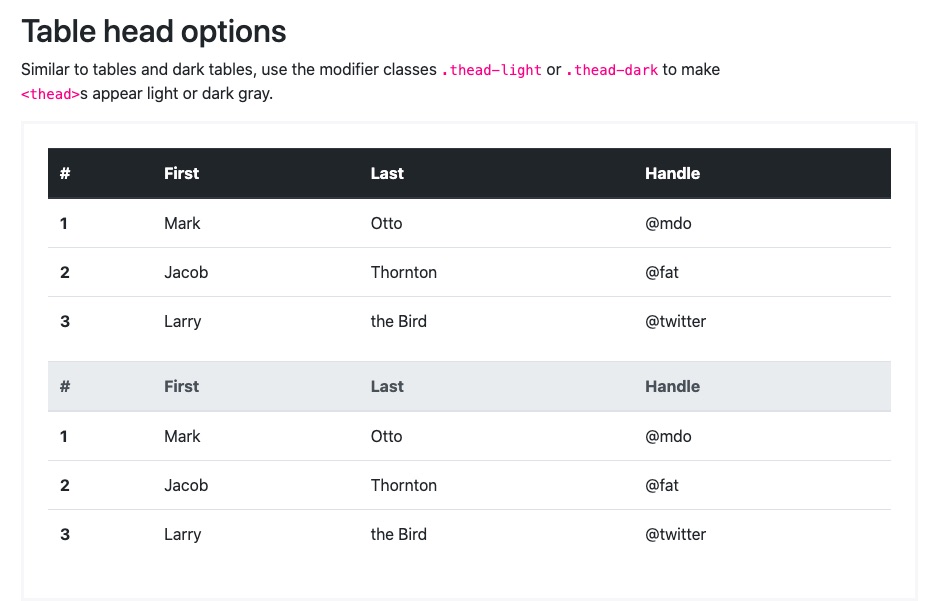 Table head options
Similar to tables and dark tables, use the modifier classes .thead-light or .thead-dark to make
<thead>s appear light or dark gray.
# First Last Handle
1 Mark Otto @mdo
2 Jacob Thornton @fat
3 Larry the Bird @twitter
# First Last Handle
1 Mark Otto @mdo
2 Jacob Thornton @fat
3 Larry the Bird @twitter